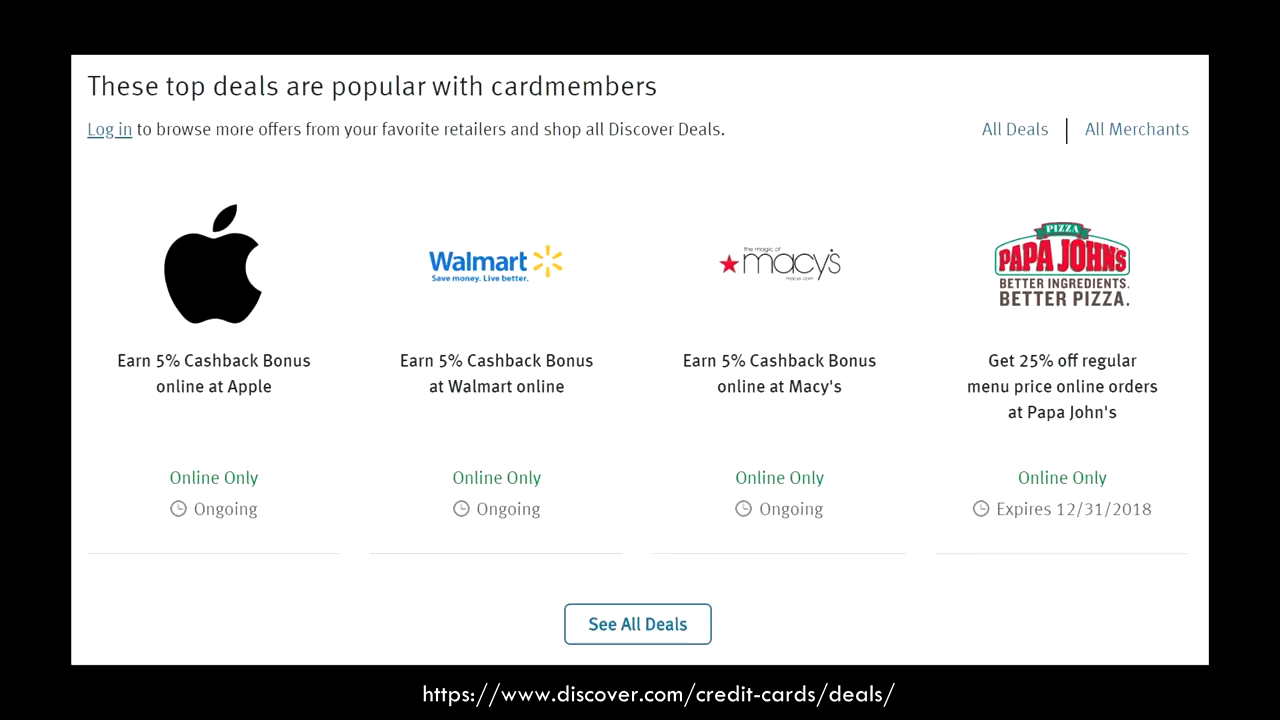 These top deals are popular with cardmembers
Log in to browse more offers from your favorite retailers and shop all Discover Deals.
All Deals | All Merchants
Walmart
Save money. Live better.
the magic of
macy's
macys.com
PIZZA
PAPA JOHN'S
BETTER INGREDIENTS.
BETTER PIZZA.
Earn 5% Cashback Bonus
online at Apple
Earn 5% Cashback Bonus
at Walmart online
Earn 5% Cashback Bonus
online at Macy's
Get 25% off regular
menu price online orders
at Papa John's
Online Only
Ongoing
Online Only
Ongoing
Online Only
Ongoing
Online Only
Expires 12/31/2018
See All Deals
https://www.discover.com/credit-cards/deals/